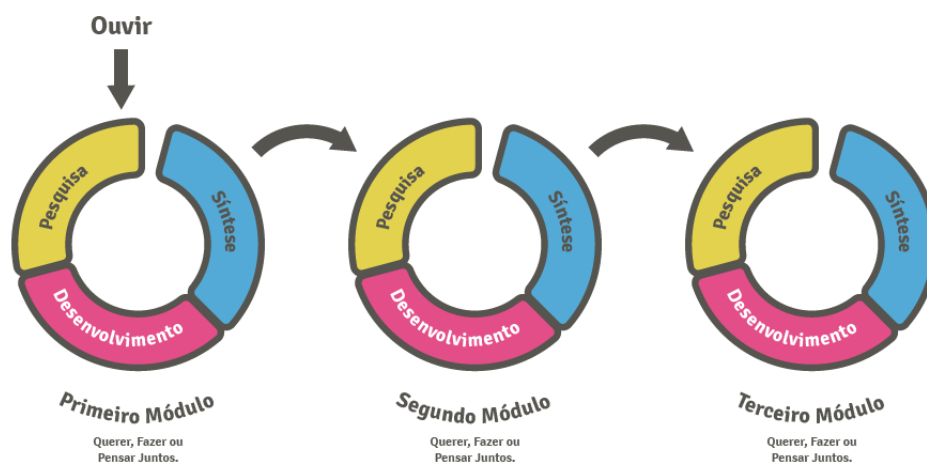 Ouvir
Pesquisa
Síntese
Desenvolvimento
Primeiro Módulo
Querer, Fazer ou
Pensar Juntos.
Pesquisa
Síntese
Desenvolvimento
Segundo Módulo
Querer, Fazer ou
Pensar Juntos.
Pesquisa
Síntese
Desenvolvimento
Terceiro Módulo
Querer, Fazer ou
Pensar Juntos.